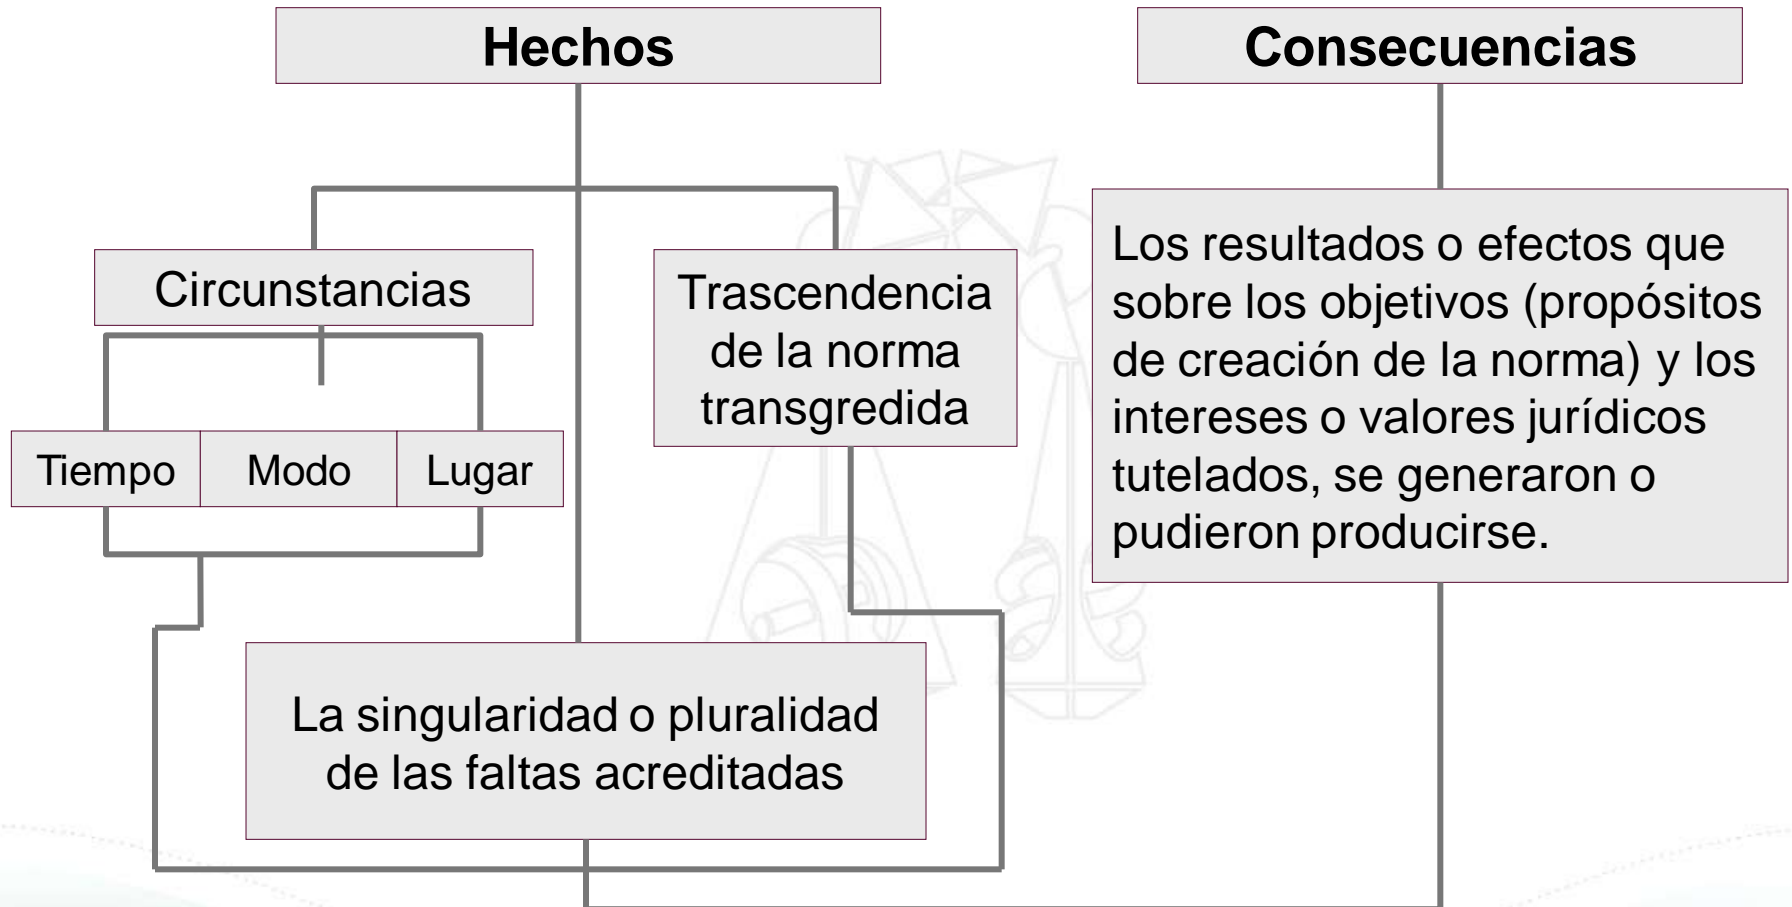 Hechos
Consecuencias
Circunstancias
Tiempo
Modo
Lugar
Trascendencia
de la norma
transgredida
La singularidad o pluralidad
de las faltas acreditadas
Los resultados o efectos que
sobre los objetivos (propósitos
de creación de la norma) y los
intereses o valores jurídicos
tutelados, se generaron o
pudieron producirse.